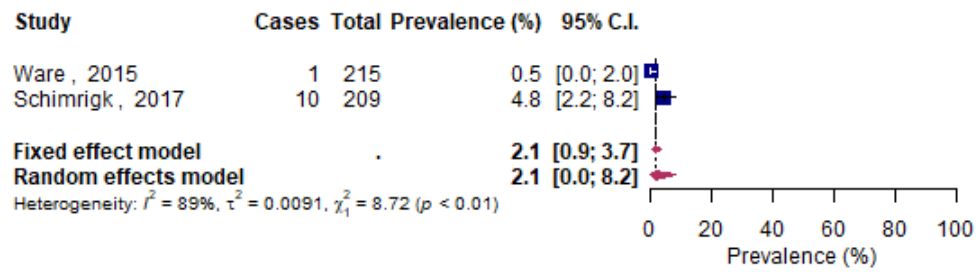 Study Cases Total Prevalence (%) 95% C.I.
Ware , 2015 1 215 0.5 [0.0; 2.0]
Schimrigk , 2017 10 209 4.8 [2.2; 8.2]
Fixed effect model . 2.1 [0.9; 3.7]
Random effects model 2.1 [0.0; 8.2]
Heterogeneity: I² = 89%, τ² = 0.0091, χ²₁ = 8.72 (p < 0.01)
0 20 40 60 80 100
Prevalence (%)